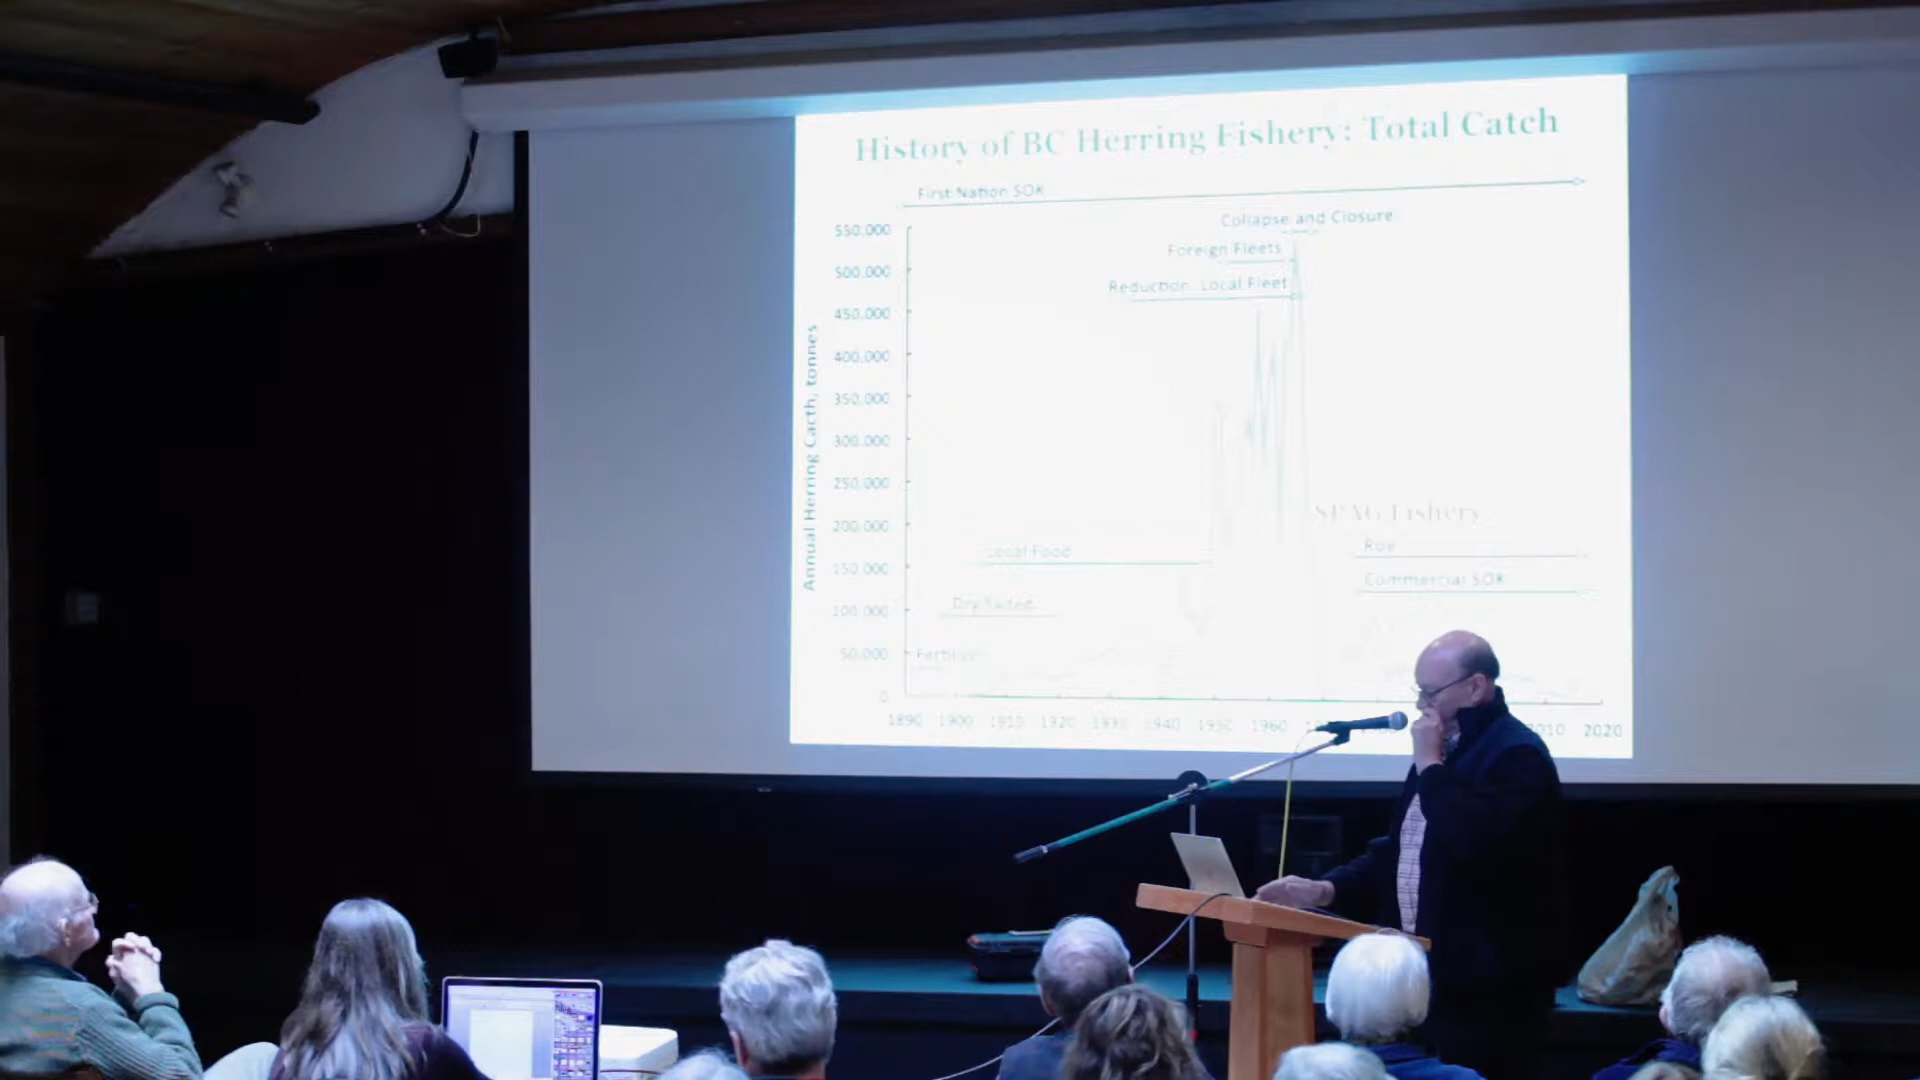 History of BC Herring Fishery: Total Catch
First Nation SOK
Collapse and Closure
Foreign Fleets
Reduction, Local Fleet
Annual Herring Cacth, tonnes
550,000
500,000
450,000
400,000
350,000
300,000
250,000
200,000
150,000
100,000
50,000
0
Local Food
Dry Salted
Fertilizer
Fishery
Roe
Commercial SOK
1890 1900 1910 1920 1930 1940 1950 1960 2020